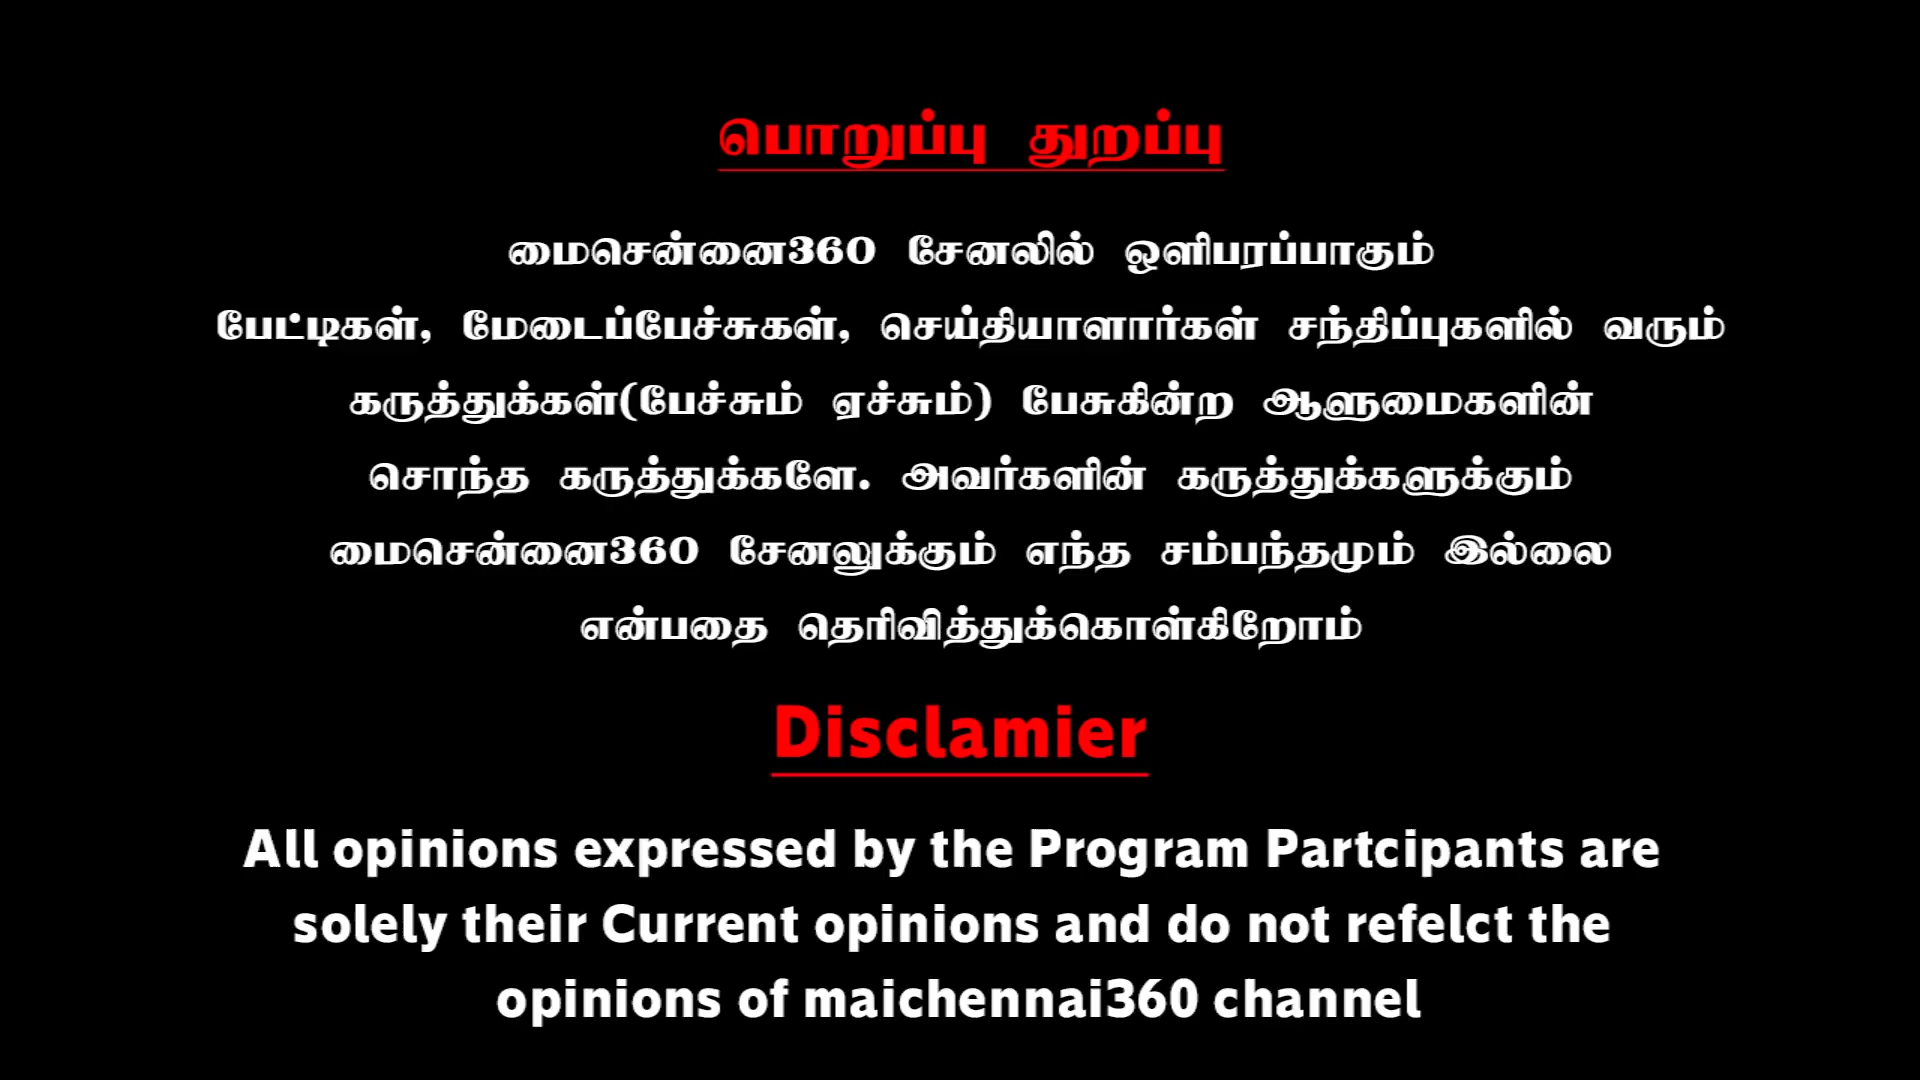 பொறுப்பு துறப்பு
மைசென்னை360 சேனலில் ஒளிபரப்பாகும்
பேட்டிகள், மேடைப்பேச்சுகள், செய்தியாளார்கள் சந்திப்புகளில் வரும்
கருத்துக்கள்(பேச்சும் ஏச்சும்) பேசுகின்ற ஆளுமைகளின்
சொந்த கருத்துக்களே. அவர்களின் கருத்துக்களுக்கும்
மைசென்னை360 சேனலுக்கும் எந்த சம்பந்தமும் இல்லை
என்பதை தெரிவித்துக்கொள்கிறோம்
Disclamier
All opinions expressed by the Program Partcipants are
solely their Current opinions and do not refelct the
opinions of maichennai360 channel